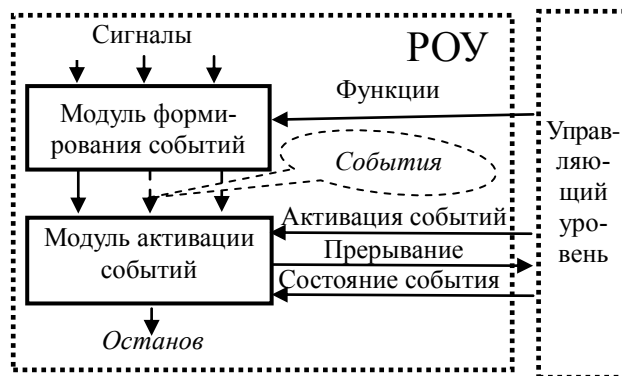 Сигналы
РОУ
Модуль форми-
рования событий
Функции
События
Управ-
ляю-
щий
уро-
вень
Активация событий
Модуль активации
событий
Прерывание
Состояние события
Останов